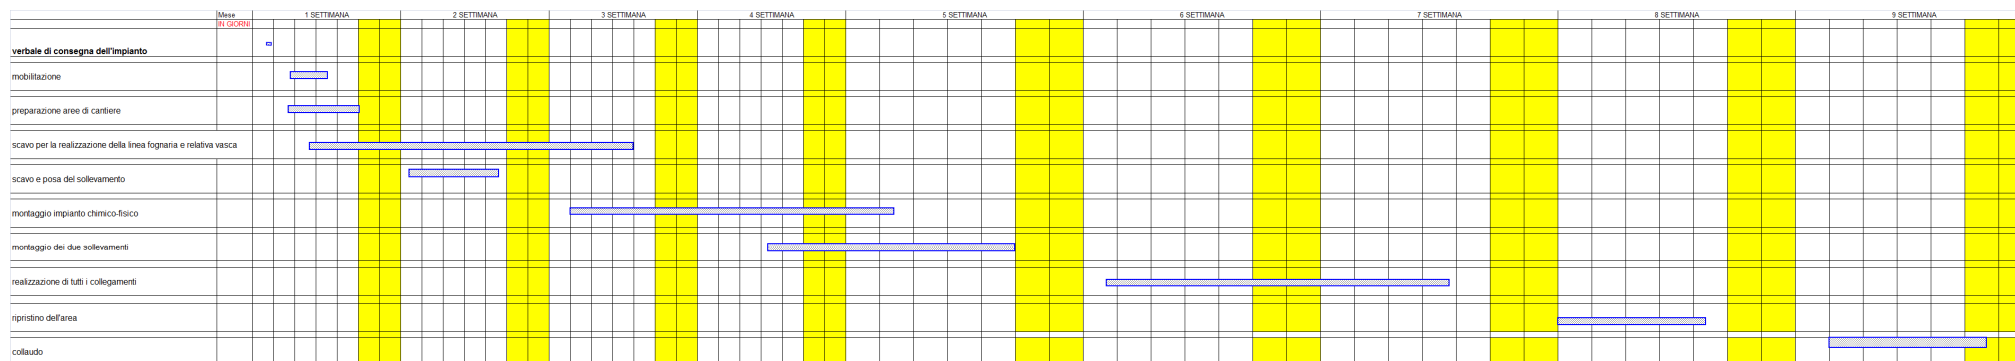 Mese 1 SETTIMANA 2 SETTIMANA 3 SETTIMANA 4 SETTIMANA 5 SETTIMANA 6 SETTIMANA 7 SETTIMANA 8 SETTIMANA 9 SETTIMANA
IN GIORNI
verbale di consegna dell'impianto
mobilitazione
preparazione aree di cantiere
scavo per la realizzazione della linea fognaria e relativa vasca
scavo e posa del sollevamento
montaggio impianto chimico-fisico
montaggio dei due sollevamenti
realizzazione di tutti i collegamenti
ripristino dell'area
collaudo